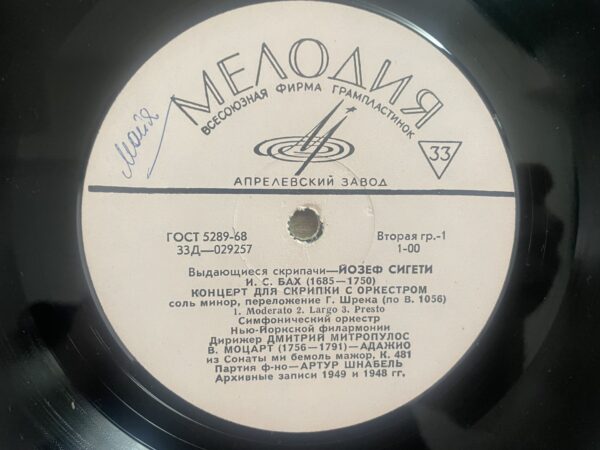 МЕЛОДИЯ
ВСЕСОЮЗНАЯ ФИРМА ГРАМПЛАСТИНОК
Майя
33
АПРЕЛЕВСКИЙ ЗАВОД
ГОСТ 5289-68 Вторая гр.-1
33Д—029257 1-00
Выдающиеся скрипачи—ЙОЗЕФ СИГЕТИ
И. С. БАХ (1685—1750)
КОНЦЕРТ ДЛЯ СКРИПКИ С ОРКЕСТРОМ
соль минор, переложение Г. Шрека (по В. 1056)
1. Moderato 2. Largo 3. Presto
Симфонический оркестр
Нью-Йоркской филармонии
Дирижер ДМИТРИЙ МИТРОПУЛОС
В. МОЦАРТ (1756—1791)—АДАЖИО
из Сонаты ми бемоль мажор, К. 481
Партия ф-но—АРТУР ШНАБЕЛЬ
Архивные записи 1949 и 1948 гг.